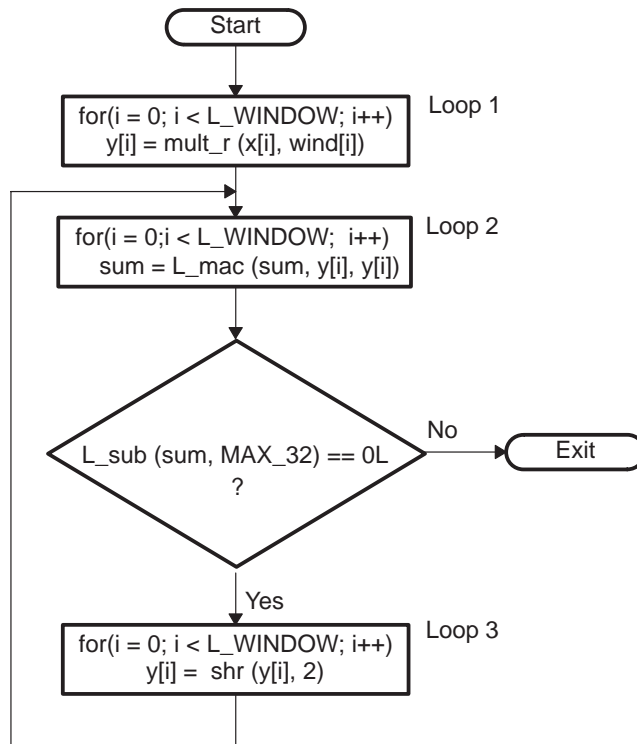 Start
Loop 1
for(i = 0; i < L_WINDOW; i++)
y[i] = mult_r (x[i], wind[i])
Loop 2
for(i = 0;i < L_WINDOW; i++)
sum = L_mac (sum, y[i], y[i])
L_sub (sum, MAX_32) == 0L
?
No
Exit
Yes
Loop 3
for(i = 0; i < L_WINDOW; i++)
y[i] = shr (y[i], 2)